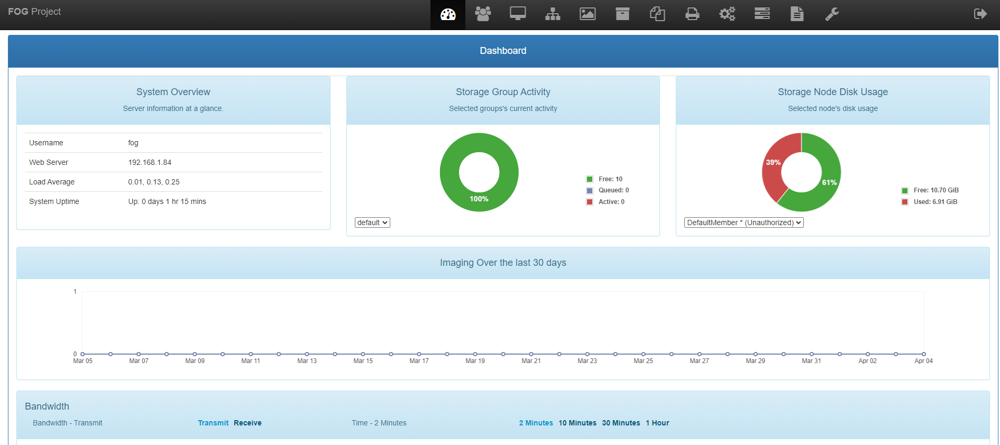 FOG Project
Dashboard
System Overview
Server information at a glance.
Username fog
Web Server 192.168.1.84
Load Average 0.01, 0.13, 0.25
System Uptime Up: 0 days 1 hr 15 mins
Storage Group Activity
Selected groups's current activity
100%
Free: 10
Queued: 0
Active: 0
default
Storage Node Disk Usage
Selected node's disk usage
39%
61%
Free: 10.70 GiB
Used: 6.91 GiB
DefaultMember * (Unauthorized)
Imaging Over the last 30 days
1
0
Mar 05 Mar 07 Mar 09 Mar 11 Mar 13 Mar 15 Mar 17 Mar 19 Mar 21 Mar 23 Mar 25 Mar 27 Mar 29 Mar 31 Apr 02 Apr 04
Bandwidth
Bandwidth - Transmit Transmit Receive Time - 2 Minutes 2 Minutes 10 Minutes 30 Minutes 1 Hour